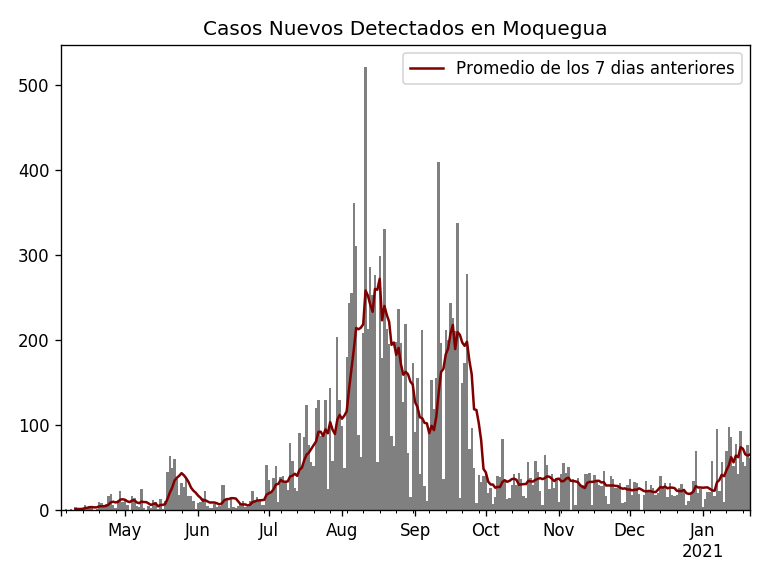 Casos Nuevos Detectados en Moquegua
Promedio de los 7 dias anteriores
500
400
300
200
100
0
May Jun Jul Aug Sep Oct Nov Dec Jan
2021